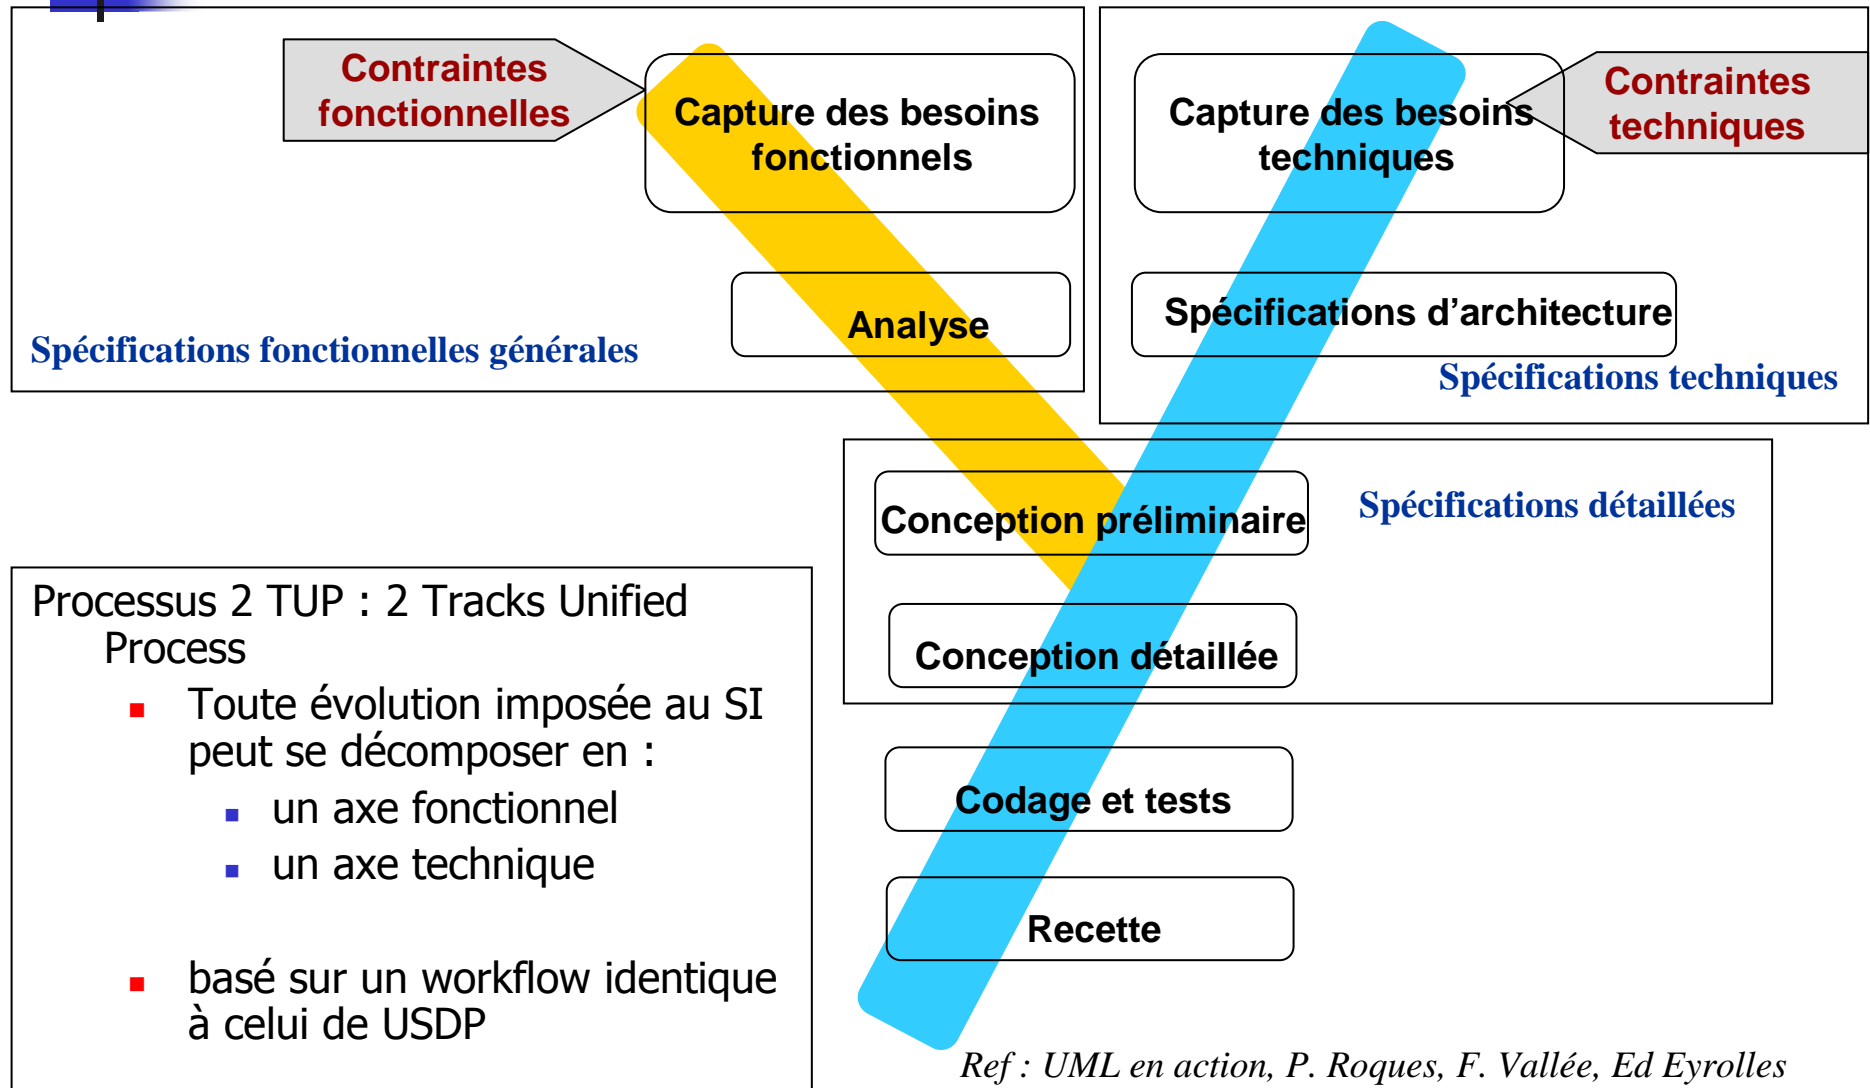 Contraintes
fonctionnelles
Capture des besoins
fonctionnels
Analyse
Spécifications fonctionnelles générales
Capture des besoins
techniques
Contraintes
techniques
Spécifications d’architecture
Spécifications techniques
Conception préliminaire
Spécifications détaillées
Conception détaillée
Codage et tests
Recette
Processus 2 TUP : 2 Tracks Unified
Process
Toute évolution imposée au SI
peut se décomposer en :
un axe fonctionnel
un axe technique
basé sur un workflow identique
à celui de USDP
Ref : UML en action, P. Roques, F. Vallée, Ed Eyrolles